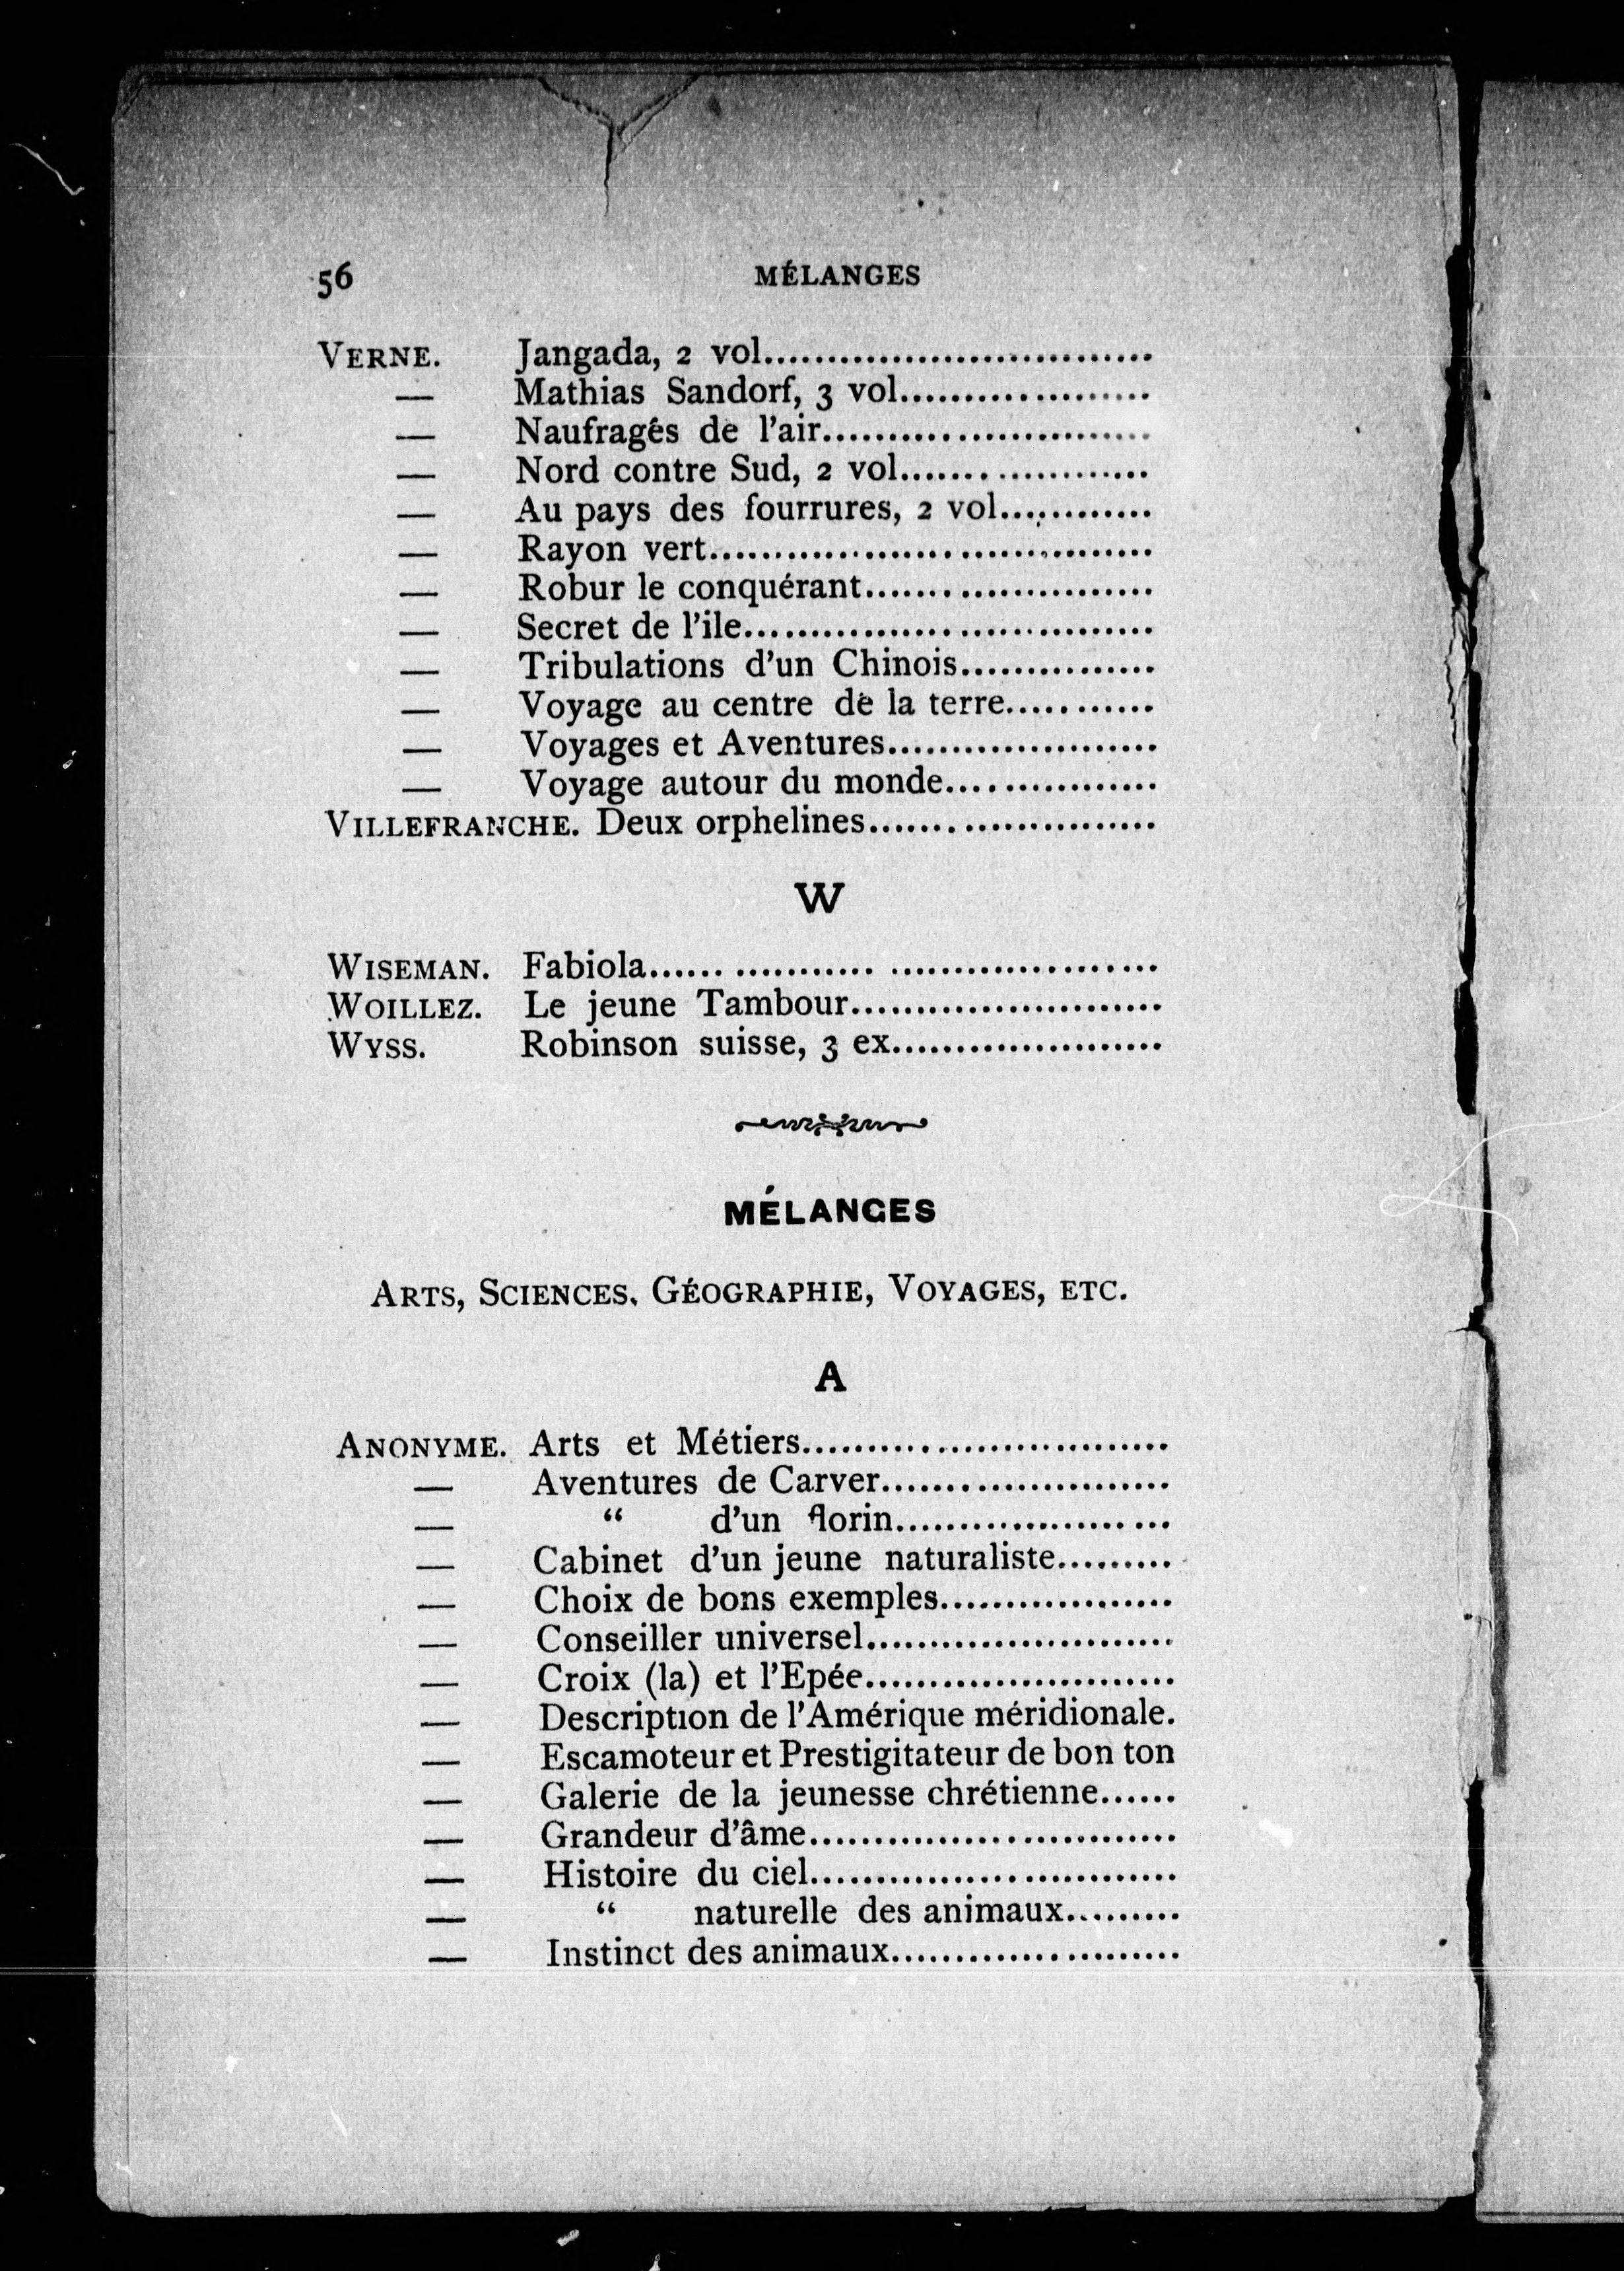 56 MÉLANGES
VERNE. Jangada, 2 vol..............................
— Mathias Sandorf, 3 vol....................
— Naufragés de l'air..........................
— Nord contre Sud, 2 vol....................
— Au pays des fourrures, 2 vol............
— Rayon vert...................................
— Robur le conquérant.......................
— Secret de l'ile................................
— Tribulations d'un Chinois...............
— Voyage au centre de la terre............
— Voyages et Aventures.....................
— Voyage autour du monde.................
VILLEFRANCHE. Deux orphelines.......................
W
WISEMAN. Fabiola........................................
WOILLEZ. Le jeune Tambour........................
WYSS. Robinson suisse, 3 ex.....................
MÉLANGES
ARTS, SCIENCES, GÉOGRAPHIE, VOYAGES, ETC.
A
ANONYME. Arts et Métiers.............................
— Aventures de Carver.......................
— “ d'un florin......................
— Cabinet d'un jeune naturaliste.........
— Choix de bons exemples..................
— Conseiller universel........................
— Croix (la) et l'Epée.........................
— Description de l'Amérique méridionale.
— Escamoteur et Prestigitateur de bon ton
— Galerie de la jeunesse chrétienne......
— Grandeur d'âme.............................
— Histoire du ciel.............................
— “ naturelle des animaux.........
— Instinct des animaux.......................